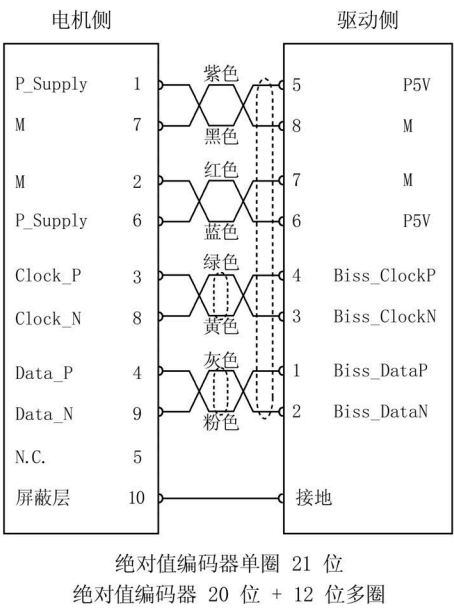 电机侧 驱动侧
紫色
P_Supply 1 5 P5V
M 7 8 M
黑色
红色
M 2 7 M
P_Supply 6 6 P5V
蓝色
绿色
Clock_P 3 4 Biss_ClockP
Clock_N 8 3 Biss_ClockN
黄色
灰色
Data_P 4 1 Biss_DataP
Data_N 9 2 Biss_DataN
粉色
N.C. 5
屏蔽层 10 接地
绝对值编码器单圈 21 位
绝对值编码器 20 位 + 12 位多圈